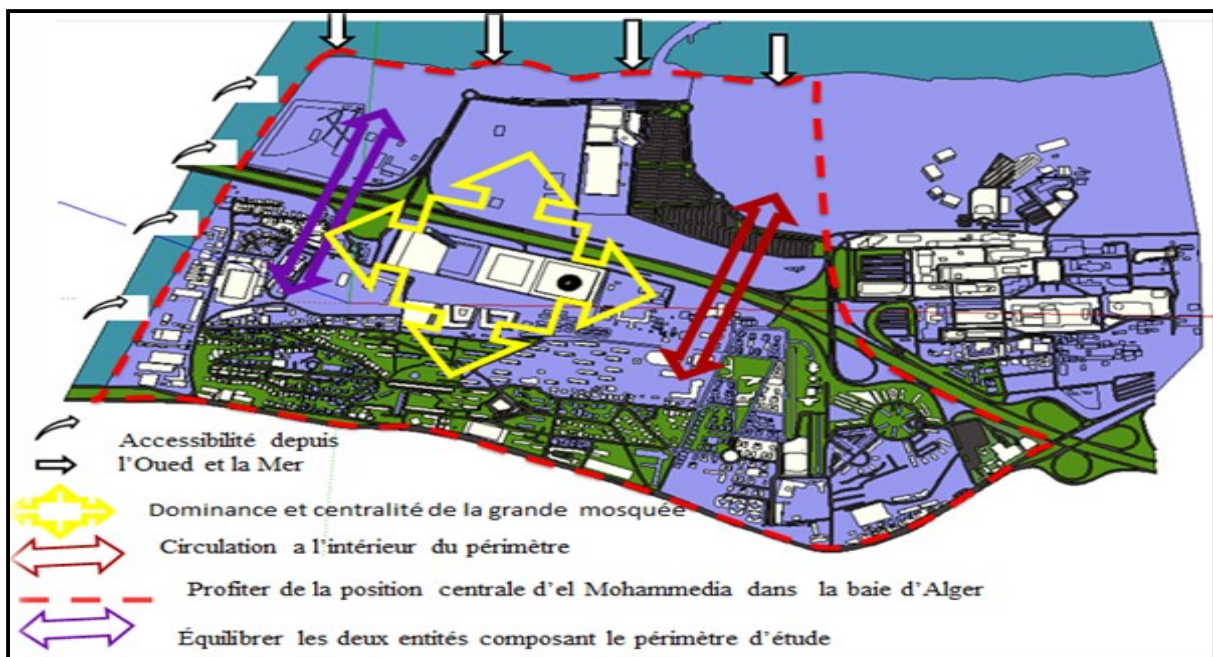 Accessibilité depuis
l'Oued et la Mer
Dominance et centralité de la grande mosquée
Circulation a l'intérieur du périmètre
Profiter de la position centrale d'el Mohammedia dans la baie d'Alger
Équilibrer les deux entités composant le périmètre d'étude